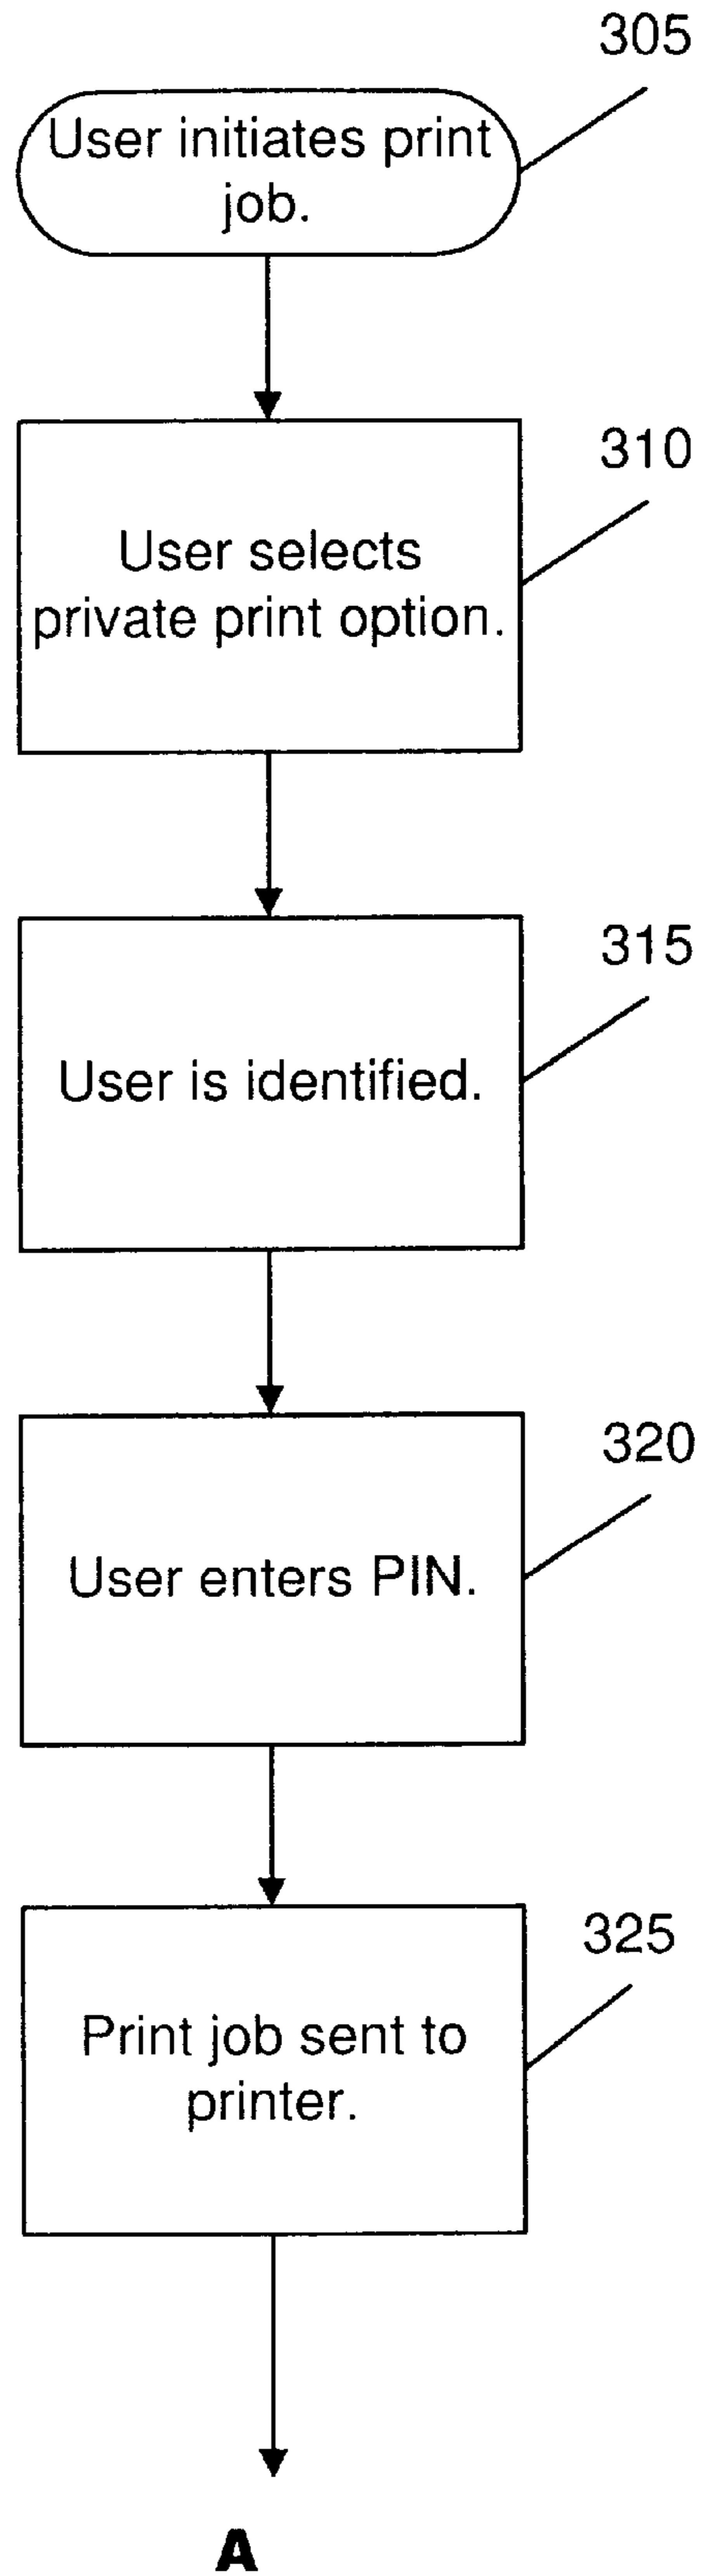 305
User initiates print
job.
310
User selects
private print option.
315
User is identified.
320
User enters PIN.
325
Print job sent to
printer.
A